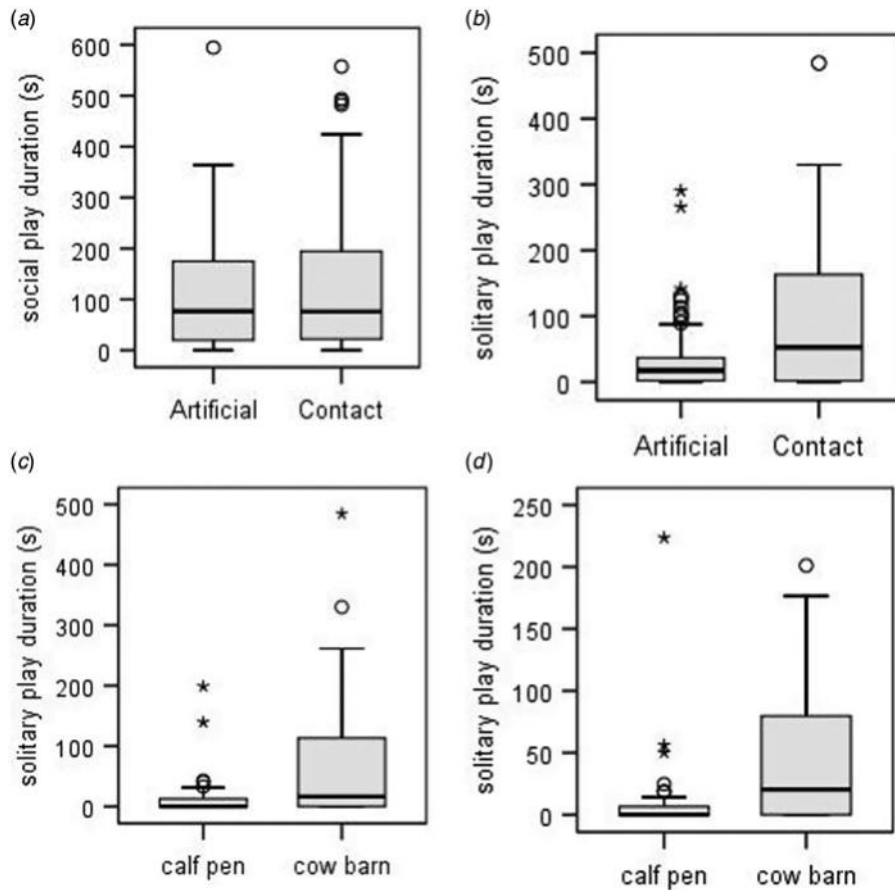 (a)
social play duration (s)
600
500
400
300
200
100
0
Artificial Contact
(b)
solitary play duration (s)
500
400
300
200
100
0
Artificial Contact
(c)
solitary play duration (s)
500
400
300
200
100
0
calf pen cow barn
(d)
solitary play duration (s)
250
200
150
100
50
0
calf pen cow barn